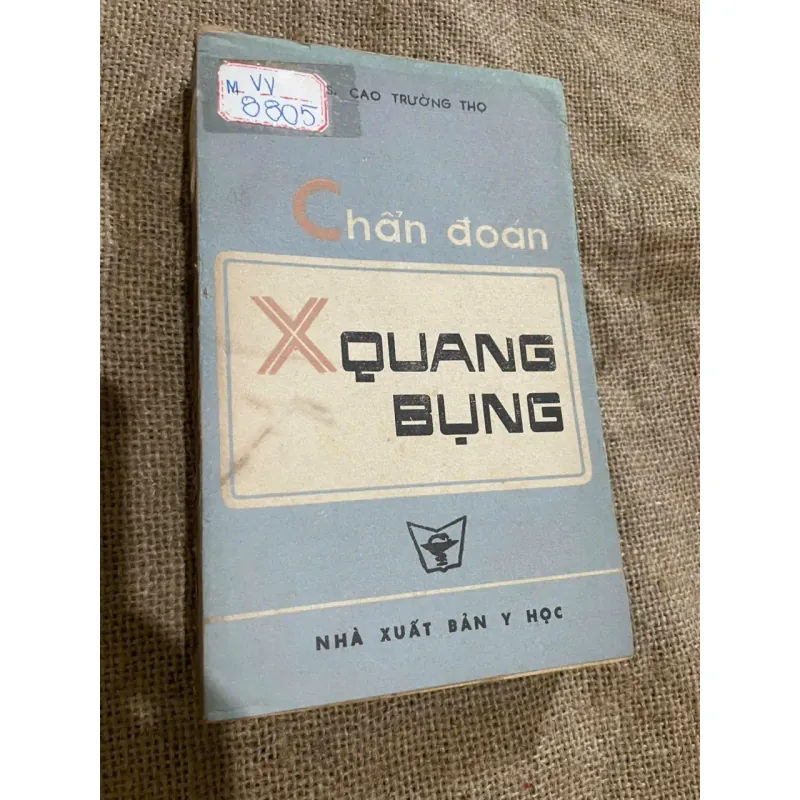 M VV
8805
S. CAO TRƯỜNG THỌ
Chẩn đoán
X QUANG
BỤNG
NHÀ XUẤT BẢN Y HỌC